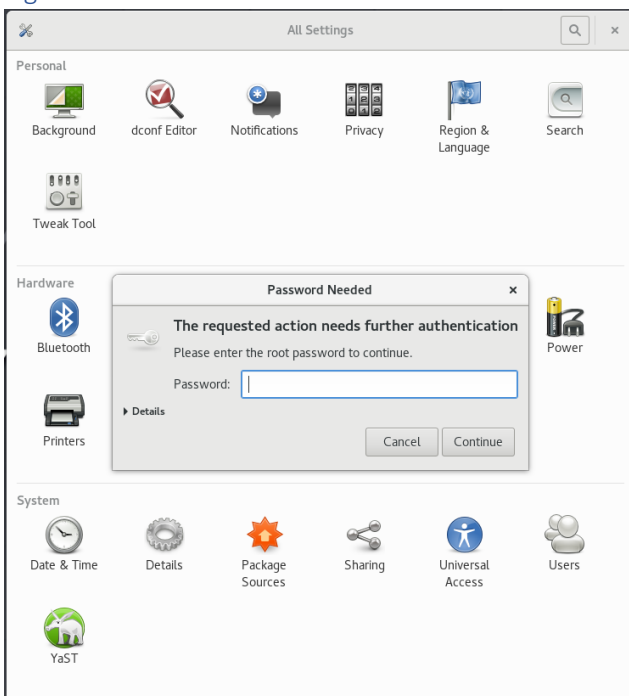 All Settings
Personal
Background
dconf Editor
Notifications
Privacy
Region &
Language
Search
Tweak Tool
Hardware
Bluetooth
Power
Printers
Password Needed
The requested action needs further authentication
Please enter the root password to continue.
Password:
Details
Cancel
Continue
System
Date & Time
Details
Package
Sources
Sharing
Universal
Access
Users
YaST